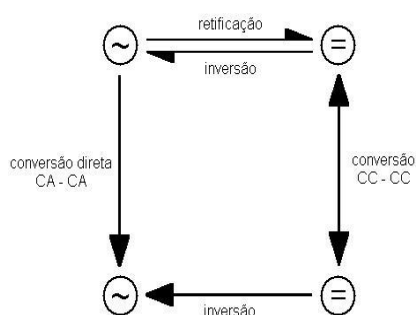 retificação
~ =
inversão
conversão direta
CA - CA
conversão
CC - CC
~ =
inversão